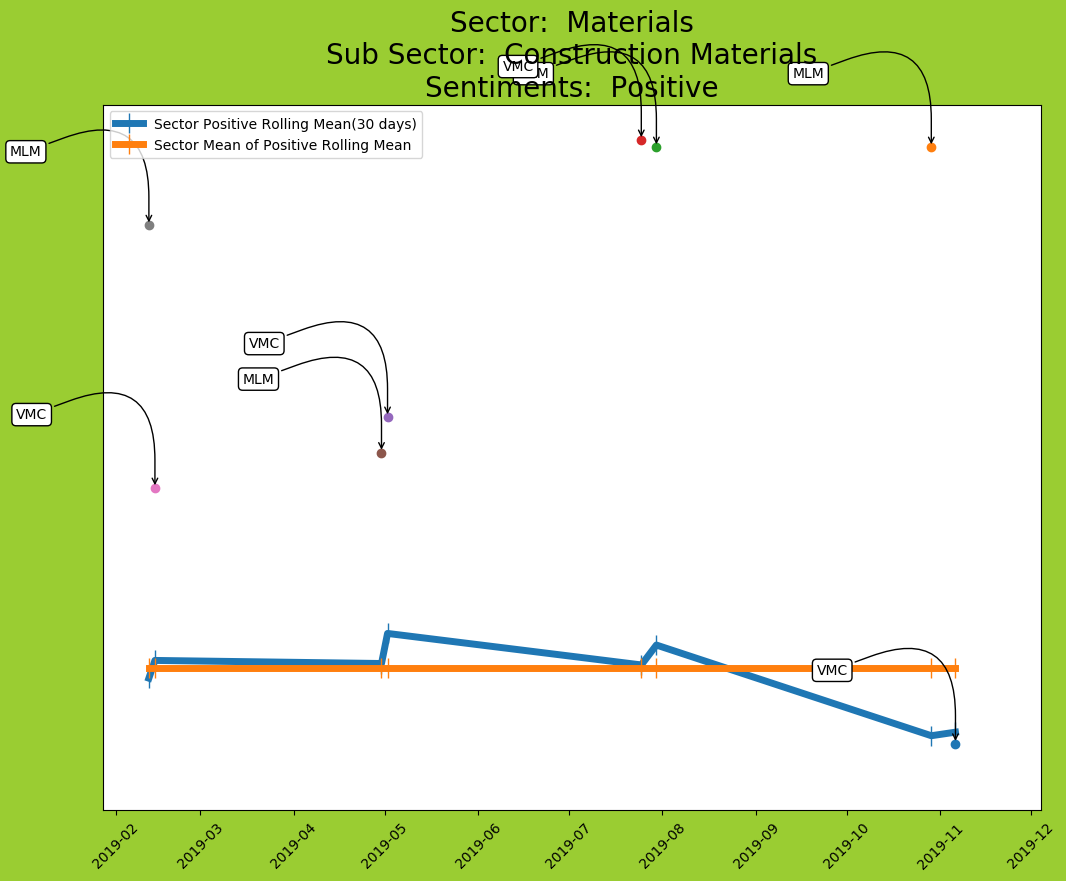 Sector:  Materials
Sub Sector:  Construction Materials
Sentiments:  Positive
VMC
M
MLM
Sector Positive Rolling Mean(30 days)
Sector Mean of Positive Rolling Mean
MLM
VMC
MLM
VMC
VMC
2019-02
2019-03
2019-04
2019-05
2019-06
2019-07
2019-08
2019-09
2019-10
2019-11
2019-12